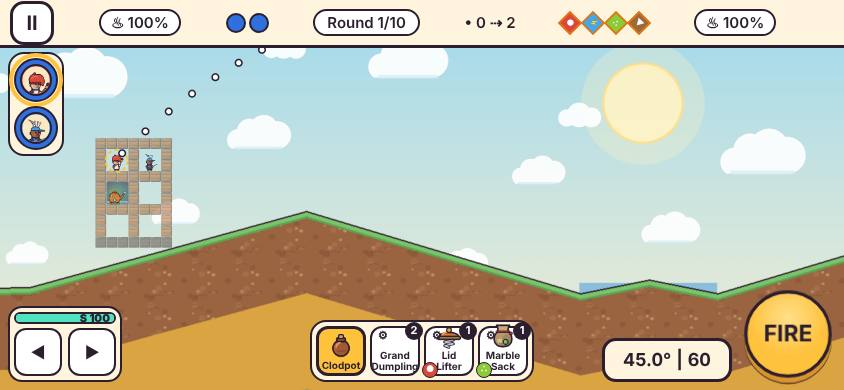 100%
Round 1/10
• 0 ⇢ 2
100%
S 100
Clodpot
Grand
Dumpling
2
Lid
Lifter
1
Marble
Sack
1
45.0° | 60
FIRE